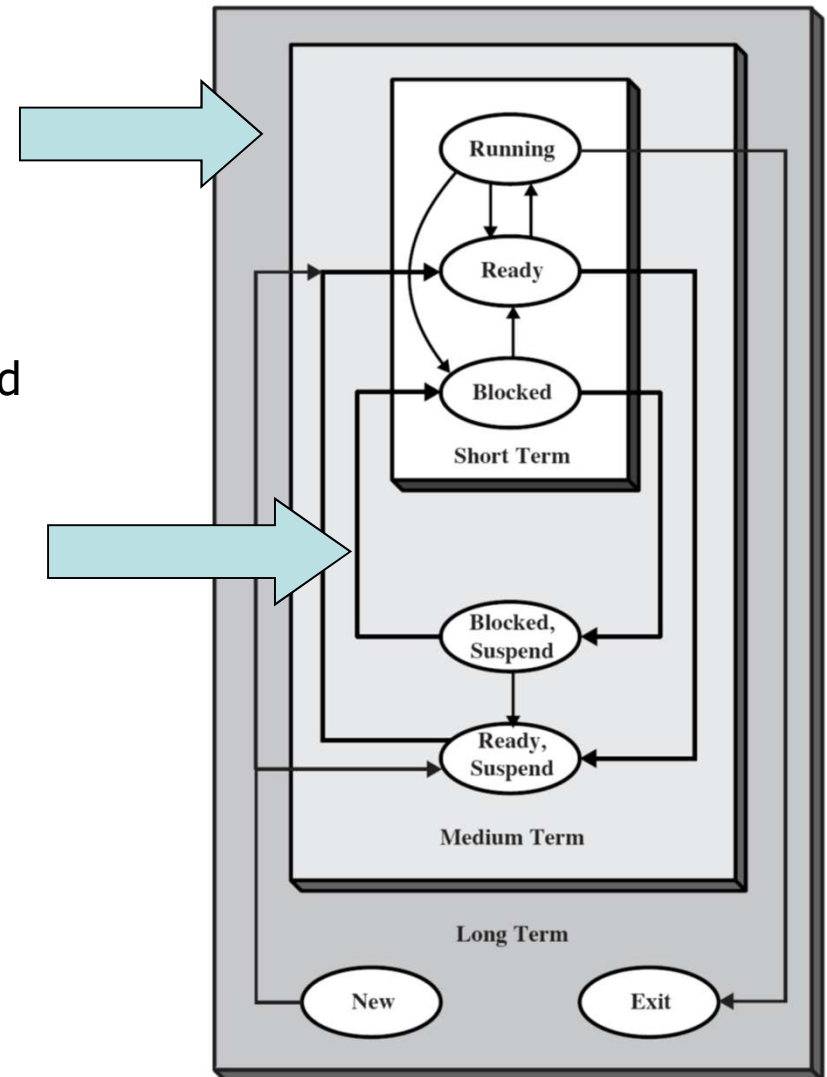 Running
Ready
d
Blocked
Short Term
Blocked,
Suspend
Ready,
Suspend
Medium Term
Long Term
New
Exit